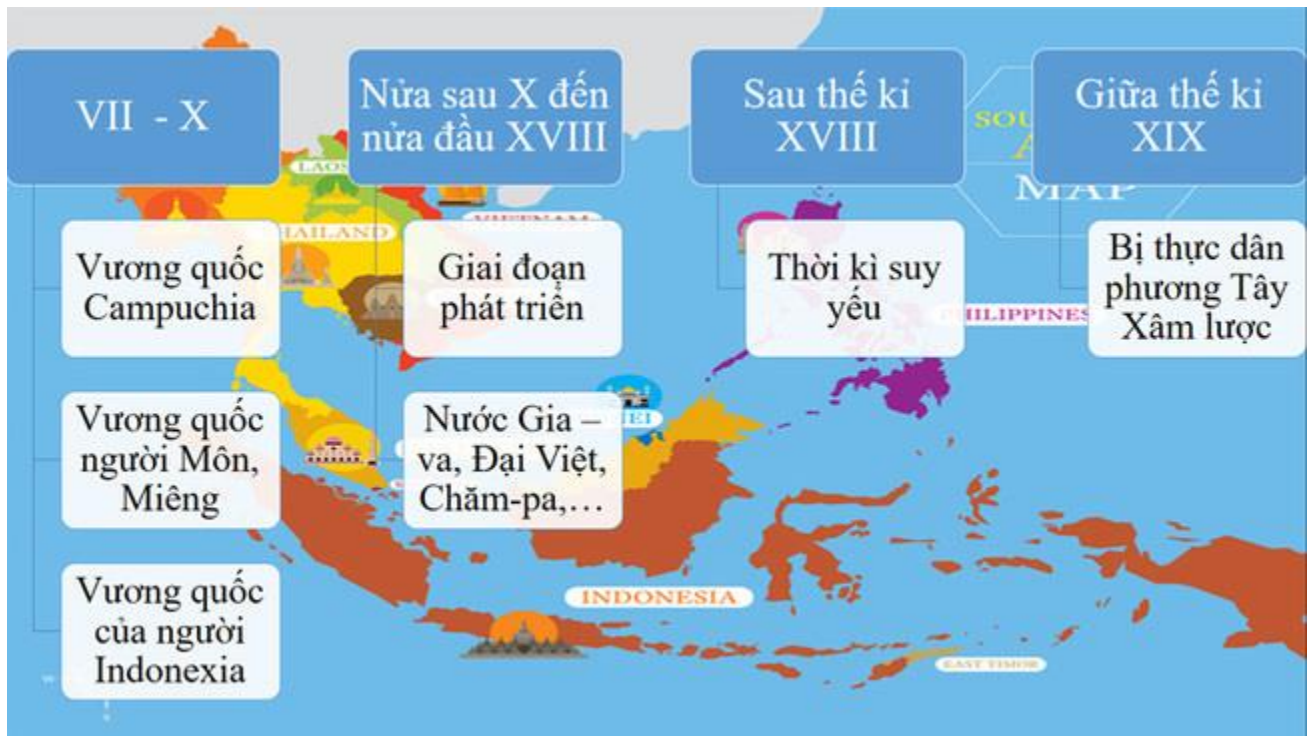 VII - X
Vương quốc
Campuchia
Vương quốc
người Môn,
Miêng
Vương quốc
của người
Indonexia
Nửa sau X đến
nửa đầu XVIII
Giai đoạn
phát triển
Nước Gia –
va, Đại Việt,
Chăm-pa,…
Sau thế kỉ
XVIII
Thời kì suy
yếu
Giữa thế kỉ
XIX
Bị thực dân
phương Tây
Xâm lược
LAOS
VIETNAM
THAILAND
PHILIPPINES
INDONESIA
EAST TIMOR
MAP